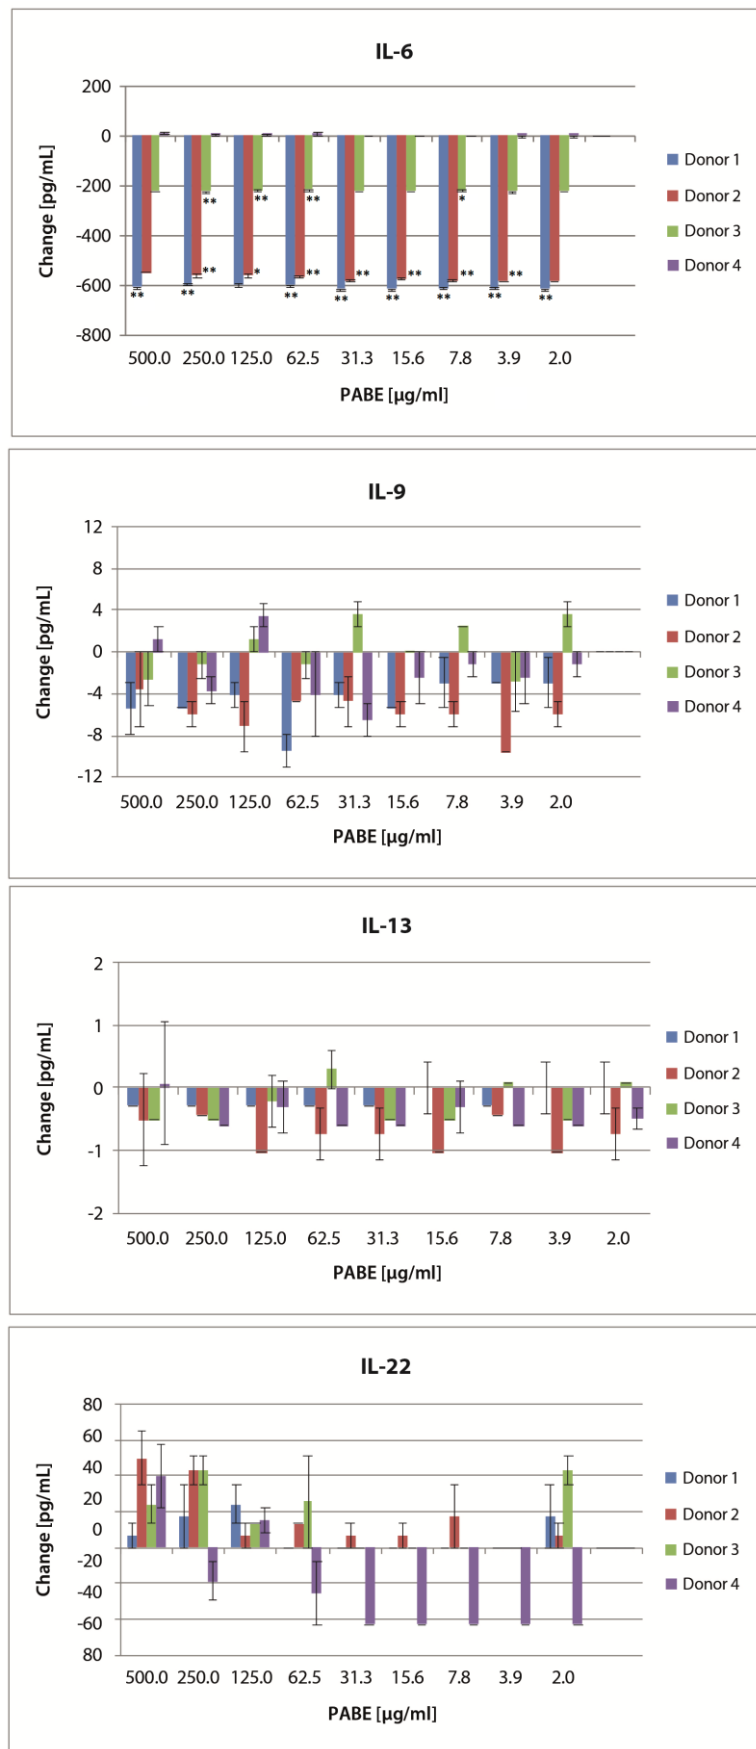 IL-6
200
0
-200
-400
-600
-800
Change [pg/mL]
** ** ** ** ** ** ** **
** * ** ** ** ** **
** ** ** *
500.0 250.0 125.0 62.5 31.3 15.6 7.8 3.9 2.0
PABE [µg/ml]
Donor 1
Donor 2
Donor 3
Donor 4
IL-9
12
8
4
0
-4
-8
-12
Change [pg/mL]
500.0 250.0 125.0 62.5 31.3 15.6 7.8 3.9 2.0
PABE [µg/ml]
Donor 1
Donor 2
Donor 3
Donor 4
IL-13
2
1
0
-1
-2
Change [pg/mL]
500.0 250.0 125.0 62.5 31.3 15.6 7.8 3.9 2.0
PABE [µg/ml]
Donor 1
Donor 2
Donor 3
Donor 4
IL-22
80
60
40
20
0
-20
-40
-60
80
Change [pg/mL]
500.0 250.0 125.0 62.5 31.3 15.6 7.8 3.9 2.0
PABE [µg/ml]
Donor 1
Donor 2
Donor 3
Donor 4